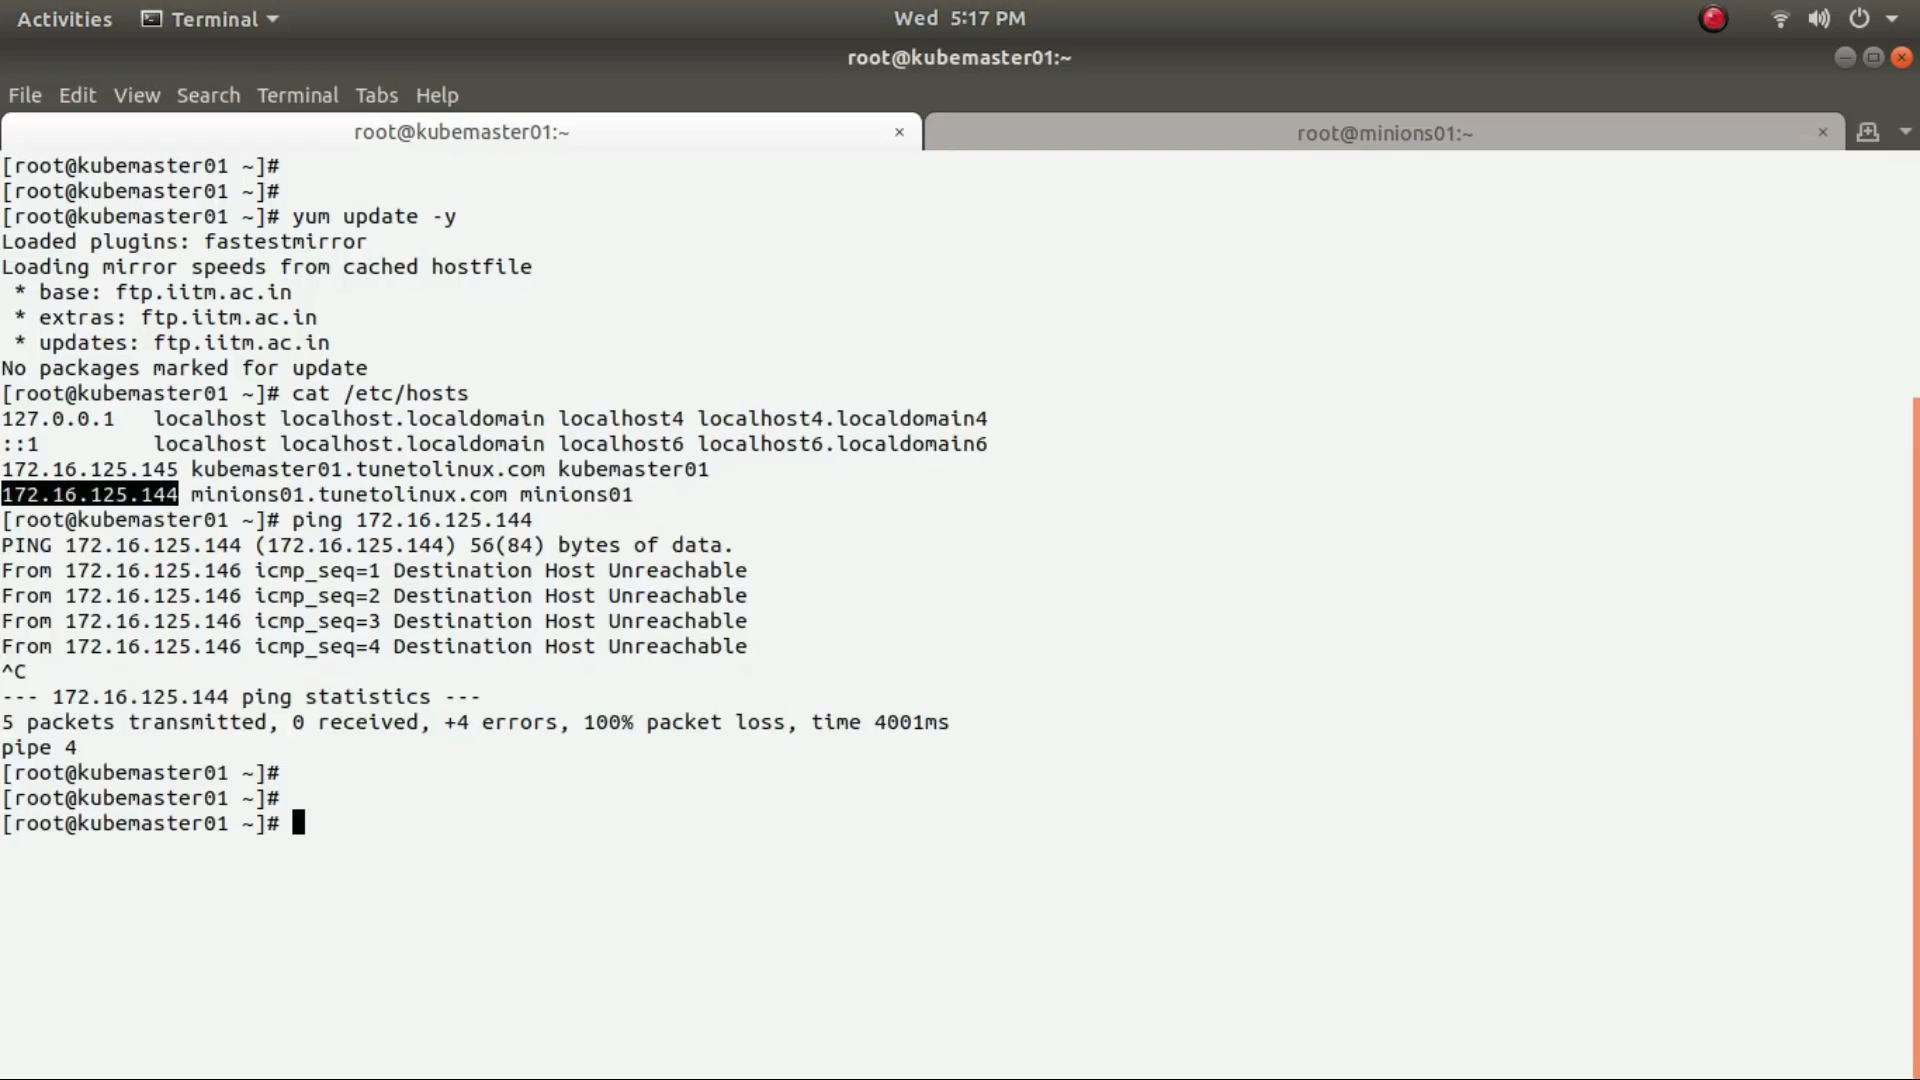 Activities Terminal Wed 5:17 PM
root@kubemaster01:~
File Edit View Search Terminal Tabs Help
root@kubemaster01:~ × root@minions01:~ ×
[root@kubemaster01 ~]#
[root@kubemaster01 ~]#
[root@kubemaster01 ~]# yum update -y
Loaded plugins: fastestmirror
Loading mirror speeds from cached hostfile
 * base: ftp.iitm.ac.in
 * extras: ftp.iitm.ac.in
 * updates: ftp.iitm.ac.in
No packages marked for update
[root@kubemaster01 ~]# cat /etc/hosts
127.0.0.1   localhost localhost.localdomain localhost4 localhost4.localdomain4
::1         localhost localhost.localdomain localhost6 localhost6.localdomain6
172.16.125.145 kubemaster01.tunetolinux.com kubemaster01
172.16.125.144 minions01.tunetolinux.com minions01
[root@kubemaster01 ~]# ping 172.16.125.144
PING 172.16.125.144 (172.16.125.144) 56(84) bytes of data.
From 172.16.125.146 icmp_seq=1 Destination Host Unreachable
From 172.16.125.146 icmp_seq=2 Destination Host Unreachable
From 172.16.125.146 icmp_seq=3 Destination Host Unreachable
From 172.16.125.146 icmp_seq=4 Destination Host Unreachable
^C
--- 172.16.125.144 ping statistics ---
5 packets transmitted, 0 received, +4 errors, 100% packet loss, time 4001ms
pipe 4
[root@kubemaster01 ~]#
[root@kubemaster01 ~]#
[root@kubemaster01 ~]#